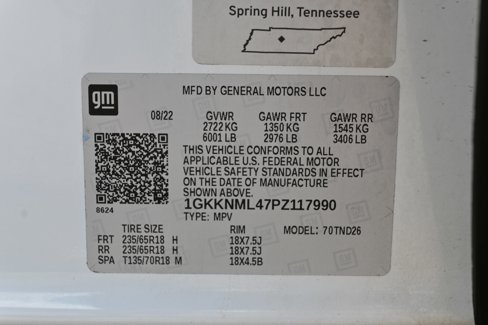 Spring Hill, Tennessee
gm
MFD BY GENERAL MOTORS LLC
08/22 GVWR GAWR FRT GAWR RR
2722 KG 1350 KG 1545 KG
6001 LB 2976 LB 3406 LB
THIS VEHICLE CONFORMS TO ALL
APPLICABLE U.S. FEDERAL MOTOR
VEHICLE SAFETY STANDARDS IN EFFECT
ON THE DATE OF MANUFACTURE
SHOWN ABOVE.
8624
1GKKNML47PZ117990
TYPE: MPV
TIRE SIZE RIM MODEL: 70TND26
FRT 235/65R18 H 18X7.5J
RR 235/65R18 H 18X7.5J
SPA T135/70R18 M 18X4.5B